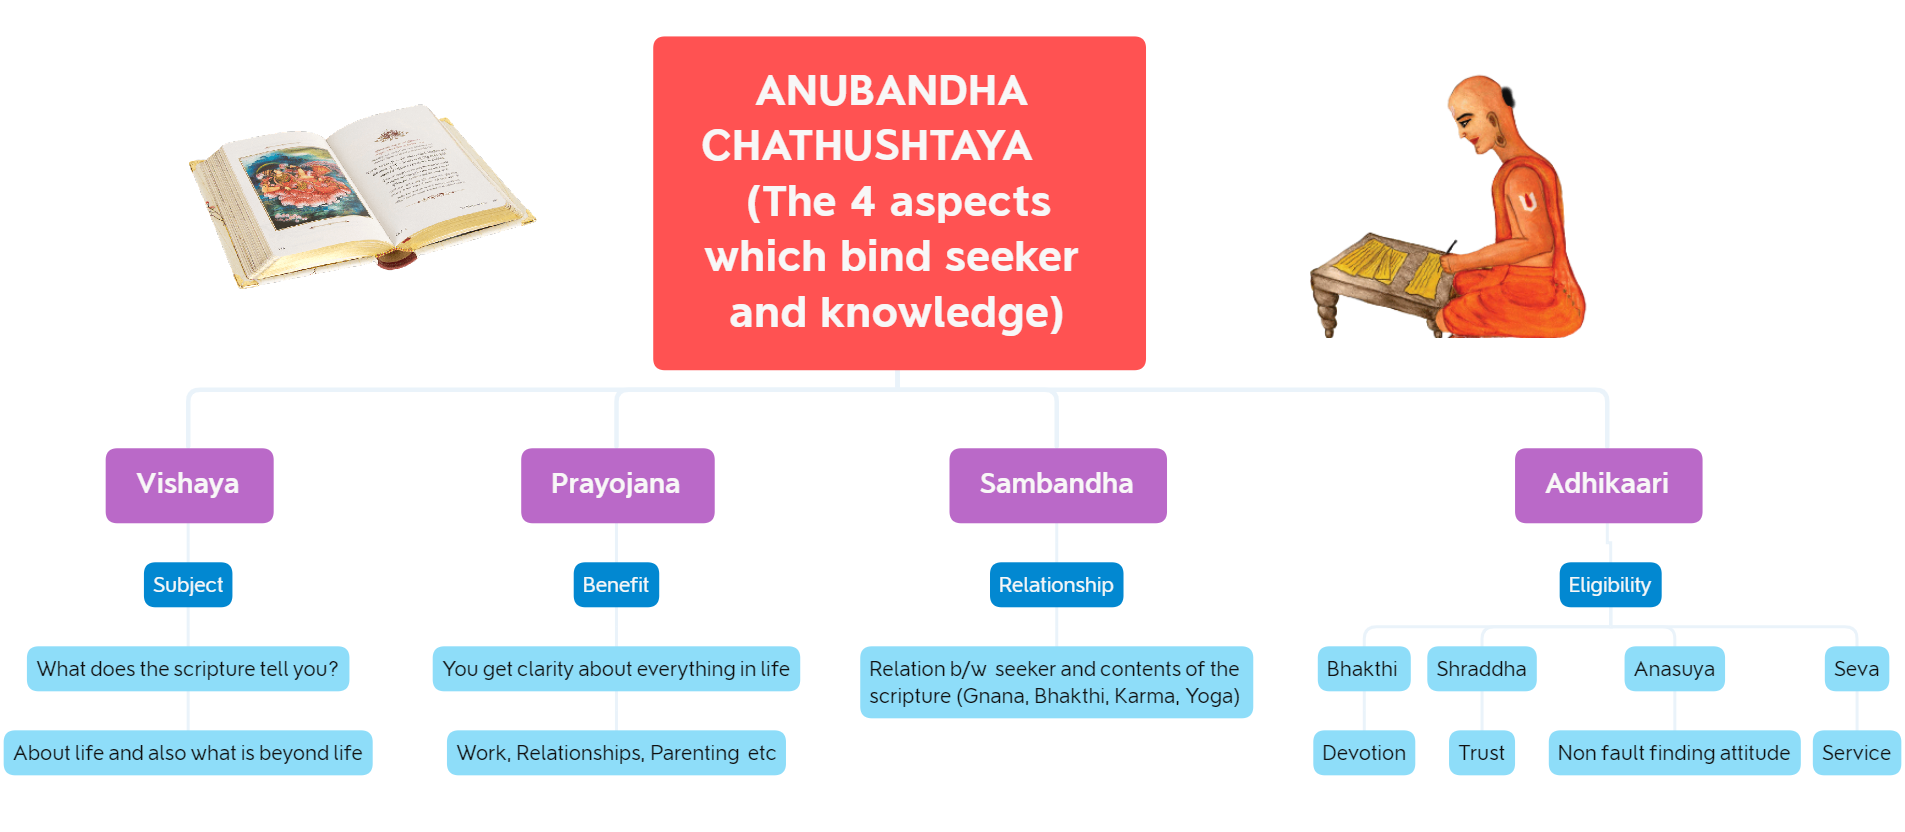 ANUBANDHA
CHATHUSHTAYA
(The 4 aspects
which bind seeker
and knowledge)
Vishaya
Prayojana
Sambandha
Adhikaari
Subject
Benefit
Relationship
Eligibility
What does the scripture tell you?
You get clarity about everything in life
Relation b/w seeker and contents of the
scripture (Gnana, Bhakthi, Karma, Yoga)
Bhakthi
Shraddha
Anasuya
Seva
About life and also what is beyond life
Work, Relationships, Parenting etc
Devotion
Trust
Non fault finding attitude
Service